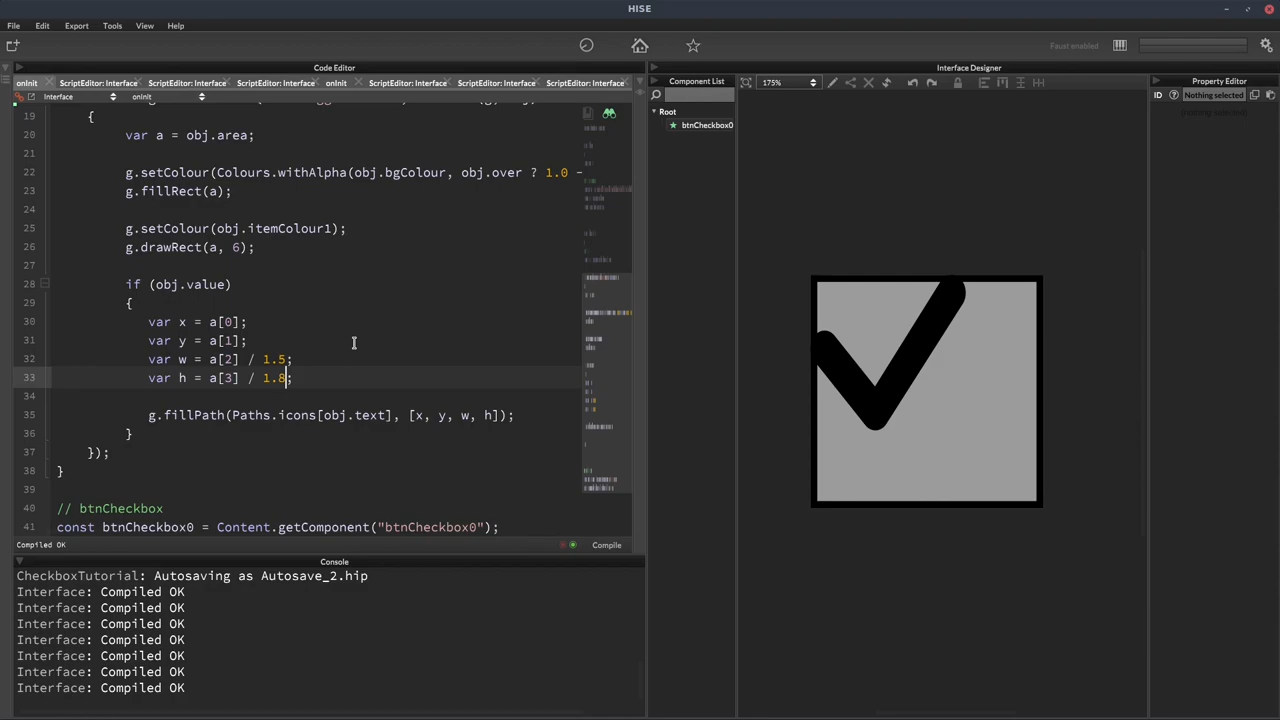 HISE
File Edit Export Tools View Help
Faust enabled
Code Editor
Interface Designer
onInit ScriptEditor: Interface ScriptEditor: Interface ScriptEditor: Interface onInit ScriptEditor: Interface ScriptEditor: Interface ScriptEditor: Interface
Component List
175%
Property Editor
Interface onInit
ID Nothing selected
(nothing selected)
Root
btnCheckbox0
19 {
20 var a = obj.area;
21
22 g.setColour(Colours.withAlpha(obj.bgColour, obj.over ? 1.0 -
23 g.fillRect(a);
24
25 g.setColour(obj.itemColour1);
26 g.drawRect(a, 6);
27
28 if (obj.value)
29 {
30 var x = a[0];
31 var y = a[1];
32 var w = a[2] / 1.5;
33 var h = a[3] / 1.8;
34
35 g.fillPath(Paths.icons[obj.text], [x, y, w, h]);
36 }
37 });
38 }
39
40 // btnCheckbox
41 const btnCheckbox0 = Content.getComponent("btnCheckbox0");
Compiled OK Compile
Console
CheckboxTutorial: Autosaving as Autosave_2.hip
Interface: Compiled OK
Interface: Compiled OK
Interface: Compiled OK
Interface: Compiled OK
Interface: Compiled OK
Interface: Compiled OK
Interface: Compiled OK